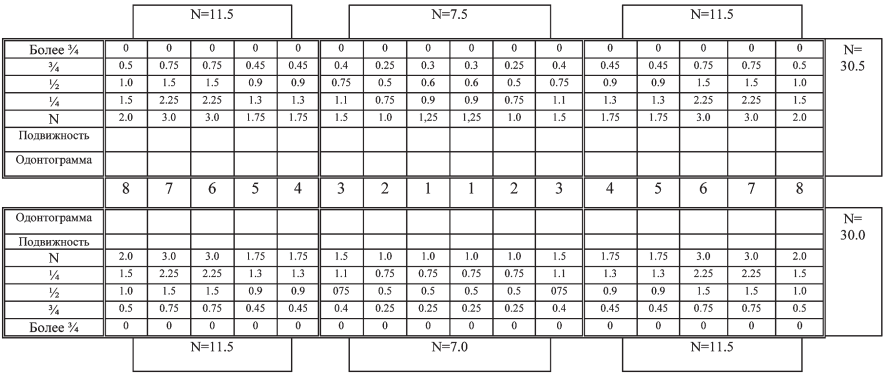 N=11.5 N=7.5 N=11.5
Более ¾ 0 0 0 0 0 0 0 0 0 0 0 0 0 0 0 0 N=
30.5
¾ 0.5 0.75 0.75 0.45 0.45 0.4 0.25 0.3 0.3 0.25 0.4 0.45 0.45 0.75 0.75 0.5
½ 1.0 1.5 1.5 0.9 0.9 0.75 0.5 0.6 0.6 0.5 0.75 0.9 0.9 1.5 1.5 1.0
¼ 1.5 2.25 2.25 1.3 1.3 1.1 0.75 0.9 0.9 0.75 1.1 1.3 1.3 2.25 2.25 1.5
N 2.0 3.0 3.0 1.75 1.75 1.5 1.0 1,25 1,25 1.0 1.5 1.75 1.75 3.0 3.0 2.0
Подвижность
Одонтограмма
8 7 6 5 4 3 2 1 1 2 3 4 5 6 7 8
Одонтограмма N=
30.0
Подвижность
N 2.0 3.0 3.0 1.75 1.75 1.5 1.0 1.0 1.0 1.0 1.5 1.75 1.75 3.0 3.0 2.0
¼ 1.5 2.25 2.25 1.3 1.3 1.1 0.75 0.75 0.75 0.75 1.1 1.3 1.3 2.25 2.25 1.5
½ 1.0 1.5 1.5 0.9 0.9 075 0.5 0.5 0.5 0.5 075 0.9 0.9 1.5 1.5 1.0
¾ 0.5 0.75 0.75 0.45 0.45 0.4 0.25 0.25 0.25 0.25 0.4 0.45 0.45 0.75 0.75 0.5
Более ¾ 0 0 0 0 0 0 0 0 0 0 0 0 0 0 0 0
N=11.5 N=7.0 N=11.5